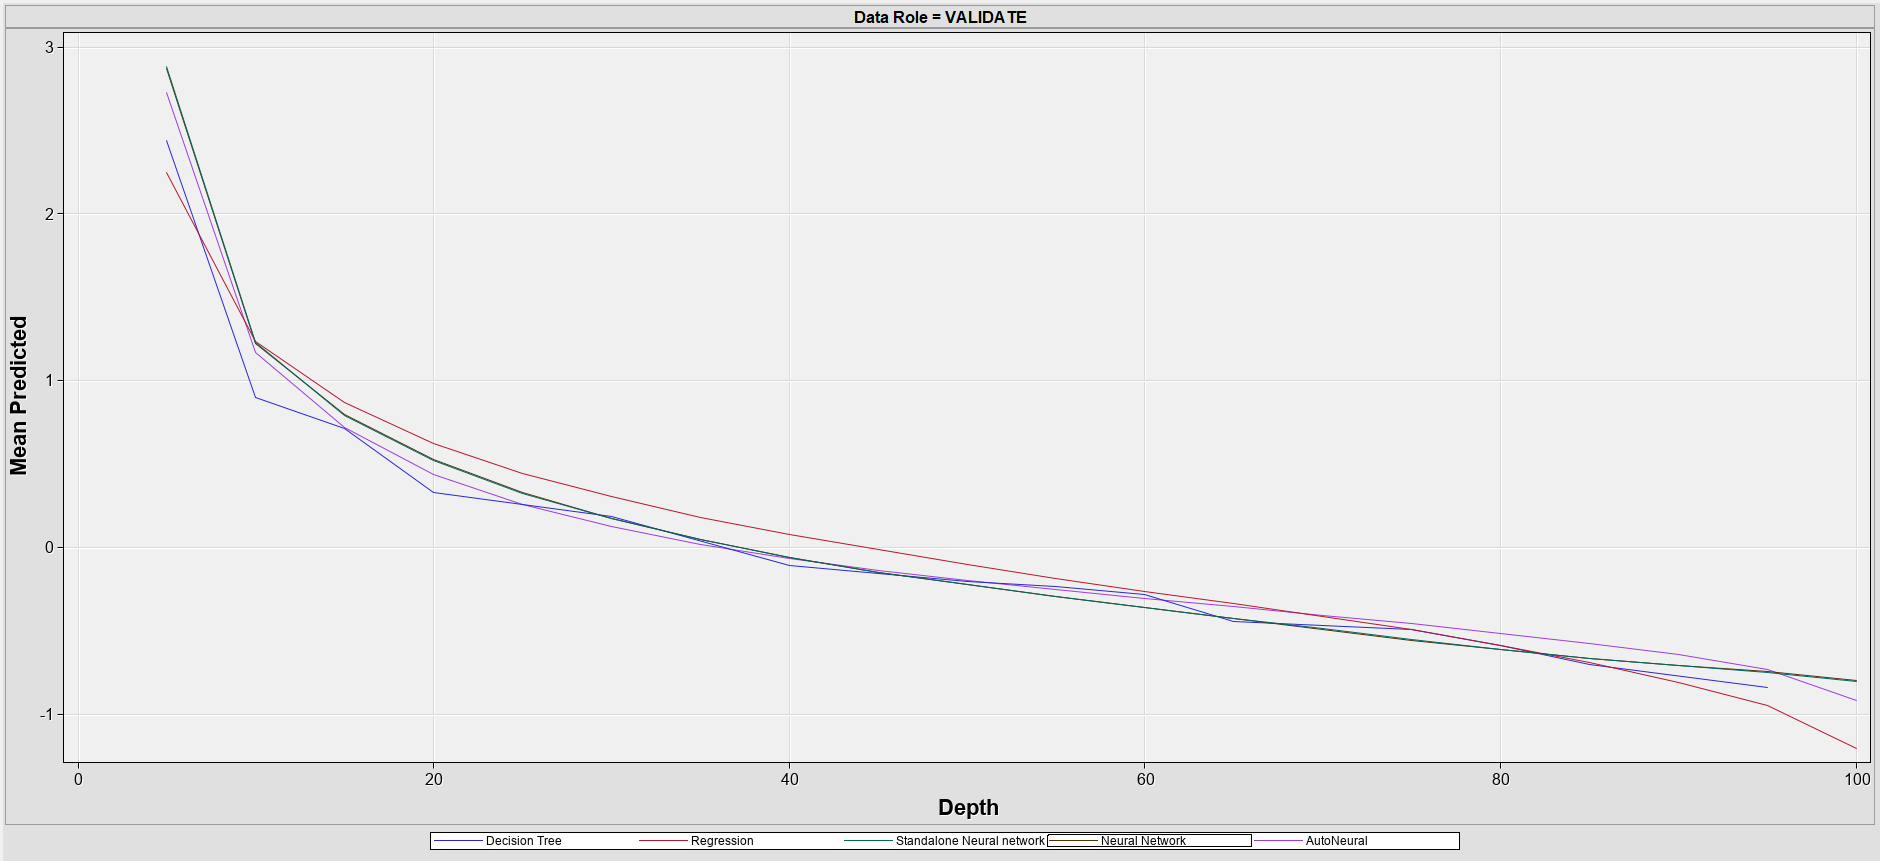 Data Role = VALIDATE
3
2
1
0
-1
Mean Predicted
0 20 40 60 80 100
Depth
Decision Tree Regression Standalone Neural network Neural Network AutoNeural